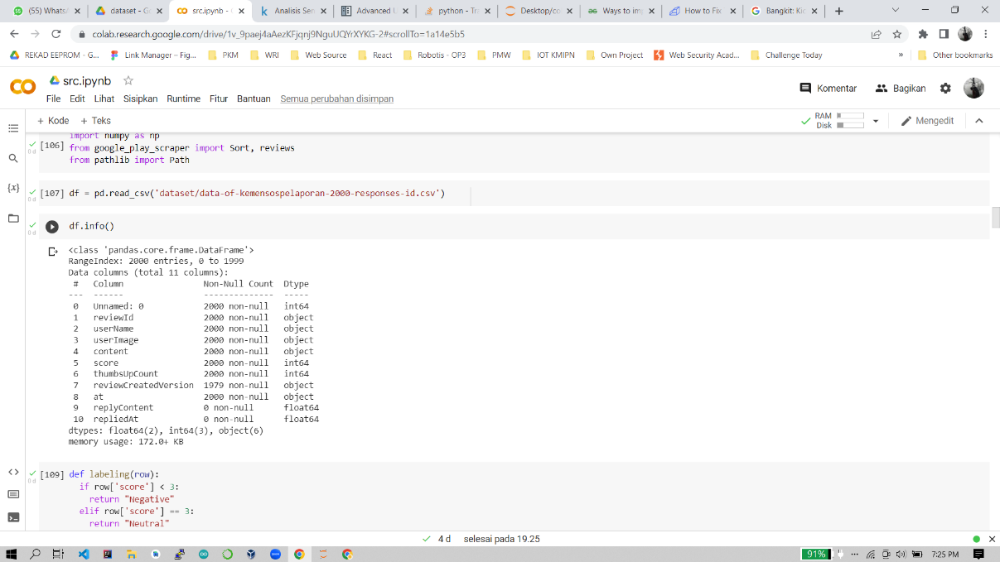 (55) Whats
dataset - Go
src.ipynb - C
Analisis Sen
Advanced U
python - Tra
Desktop/co
Ways to imp
How to Fix
Bangkit: Kic
colab.research.google.com/drive/1v_9paej4aAezKFjqnj9NguUQYrXYKG-2#scrollTo=1a14e5b5
REKAD EEPROM - G...
Link Manager – Fig...
PKM
WRI
Web Source
React
Robotis - OP3
PMW
IOT KMIPN
Own Project
Web Security Acad...
Challenge Today
»
Other bookmarks
src.ipynb
File Edit Lihat Sisipkan Runtime Fitur Bantuan Semua perubahan disimpan
Komentar
Bagikan
+ Kode + Teks
RAM
Disk
Mengedit
import numpy as np
[106] from google_play_scraper import Sort, reviews
0 d
from pathlib import Path
[107] df = pd.read_csv('dataset/data-of-kemensospelaporan-2000-responses-id.csv')
0 d
df.info()
0 d
<class 'pandas.core.frame.DataFrame'>
RangeIndex: 2000 entries, 0 to 1999
Data columns (total 11 columns):
# Column Non-Null Count Dtype
--- ------ -------------- -----
0 Unnamed: 0 2000 non-null int64
1 reviewId 2000 non-null object
2 userName 2000 non-null object
3 userImage 2000 non-null object
4 content 2000 non-null object
5 score 2000 non-null int64
6 thumbsUpCount 2000 non-null int64
7 reviewCreatedVersion 1979 non-null object
8 at 2000 non-null object
9 replyContent 0 non-null float64
10 repliedAt 0 non-null float64
dtypes: float64(2), int64(3), object(6)
memory usage: 172.0+ KB
[109] def labeling(row):
0 d
if row['score'] < 3:
return "Negative"
elif row['score'] == 3:
return "Neutral"
4 d selesai pada 19.25
91%
7:25 PM